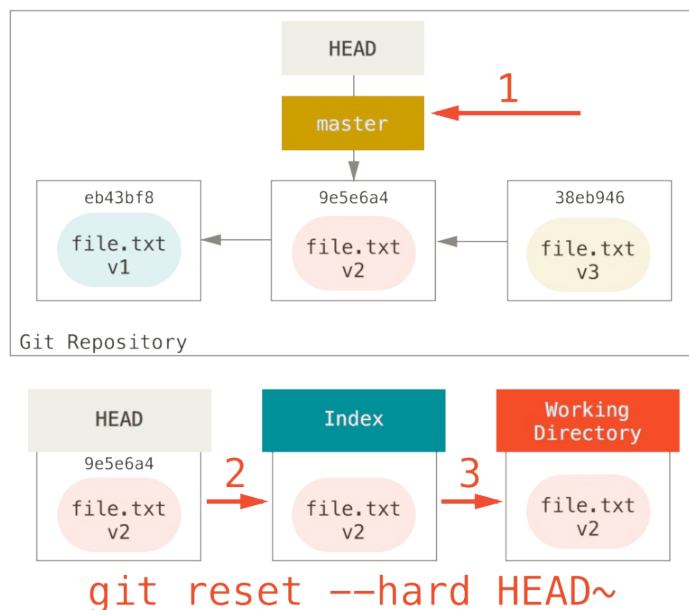 HEAD
1
master
eb43bf8
9e5e6a4
38eb946
file.txt
v1
file.txt
v2
file.txt
v3
Git Repository
HEAD
Index
Working
Directory
9e5e6a4
2
3
file.txt
v2
file.txt
v2
file.txt
v2
git reset --hard HEAD~